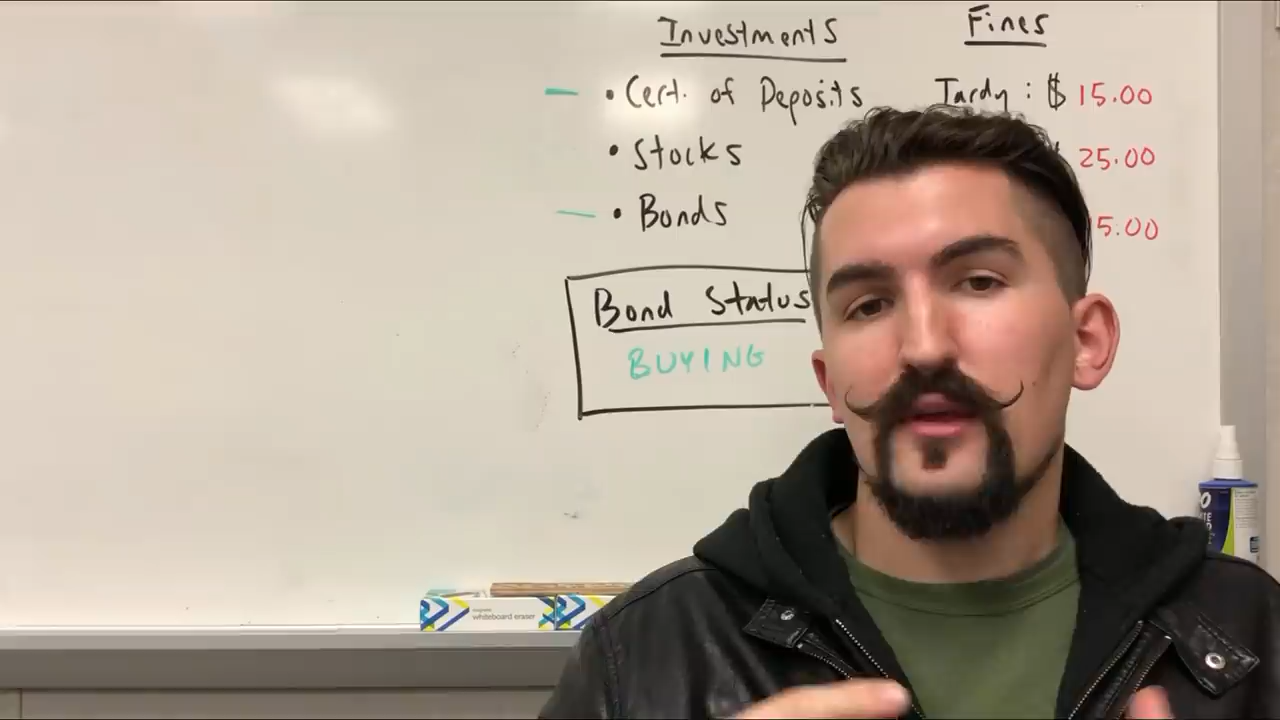 Investments
• Cert. of Deposits
• Stocks
• Bonds
Bond Status
BUYING
Fines
Tardy : $ 15.00
25.00
5.00
whiteboard eraser